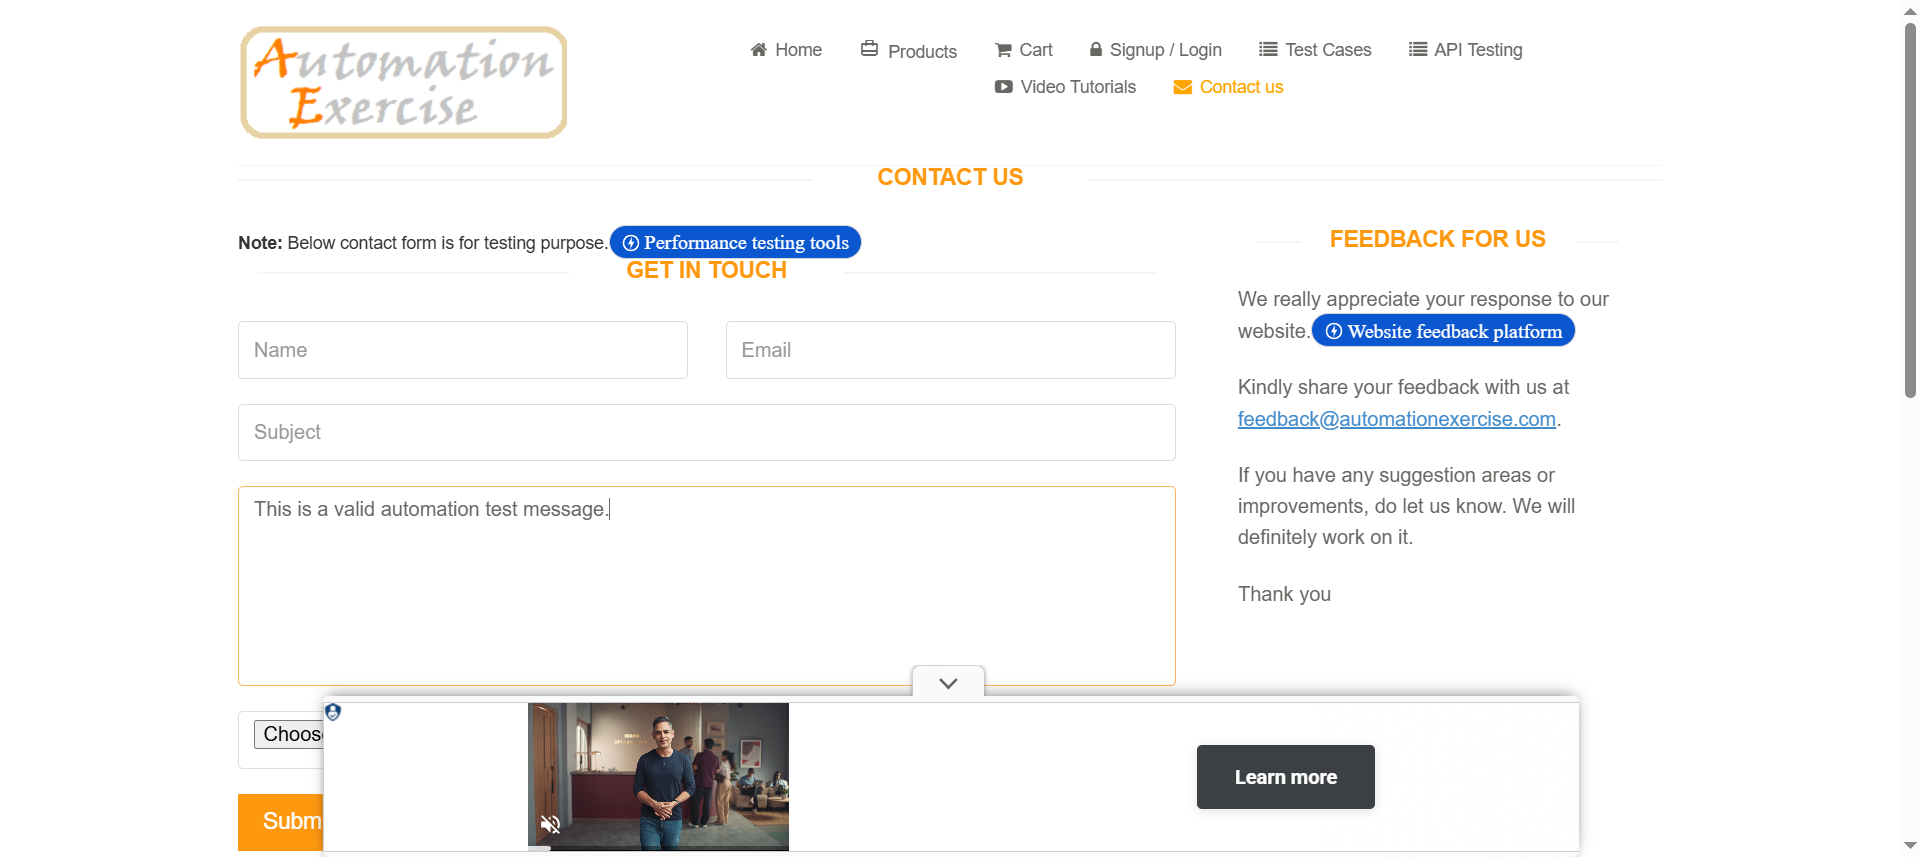 Automation
Exercise
Home
Products
Cart
Signup / Login
Test Cases
API Testing
Video Tutorials
Contact us
CONTACT US
Note: Below contact form is for testing purpose.
Performance testing tools
GET IN TOUCH
Name
Email
Subject
This is a valid automation test message.
Choos
Subm
FEEDBACK FOR US
We really appreciate your response to our
website.
Website feedback platform
Kindly share your feedback with us at
feedback@automationexercise.com.
If you have any suggestion areas or
improvements, do let us know. We will
definitely work on it.
Thank you
Learn more